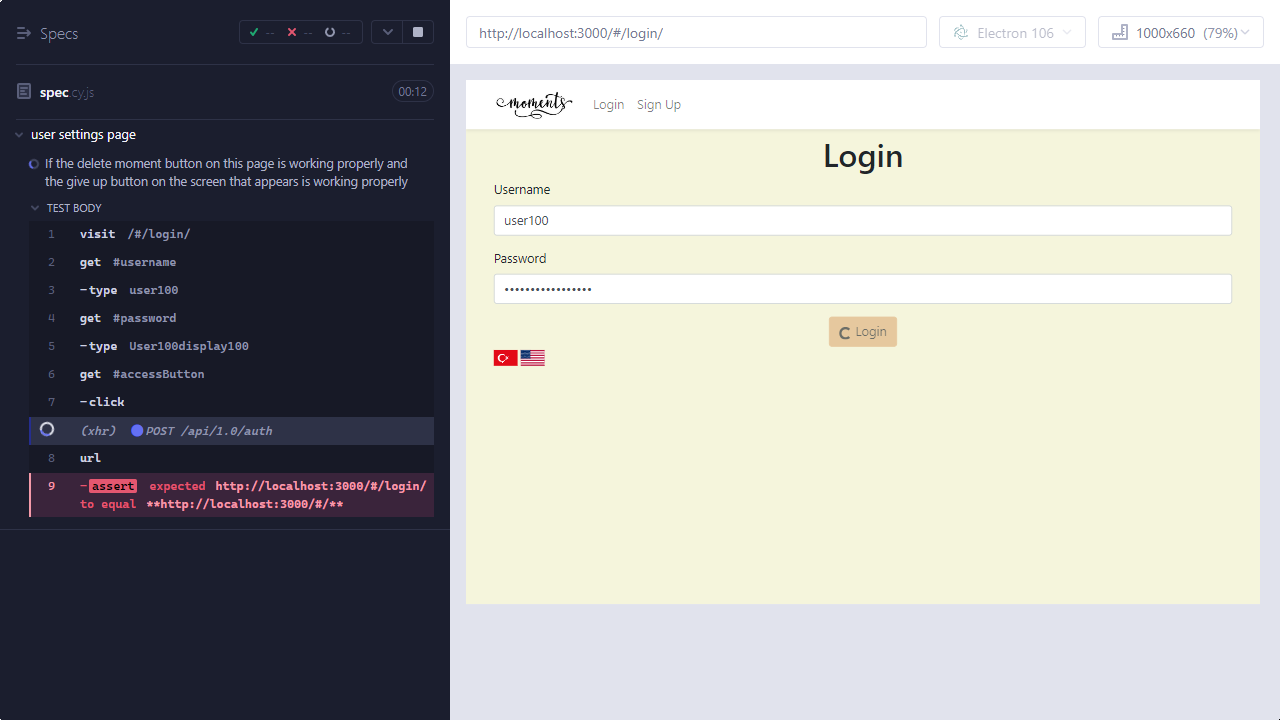 Specs
--
--
--
spec.cy.js
00:12
user settings page
If the delete moment button on this page is working properly and
the give up button on the screen that appears is working properly
TEST BODY
1 visit /#/login/
2 get #username
3 -type user100
4 get #password
5 -type User100display100
6 get #accessButton
7 -click
(xhr) POST /api/1.0/auth
8 url
9 -assert expected http://localhost:3000/#/login/
to equal **http://localhost:3000/#/**
http://localhost:3000/#/login/
Electron 106
1000x660 (79%)
moments
Login
Sign Up
Login
Username
user100
Password
•••••••••••••••••
Login